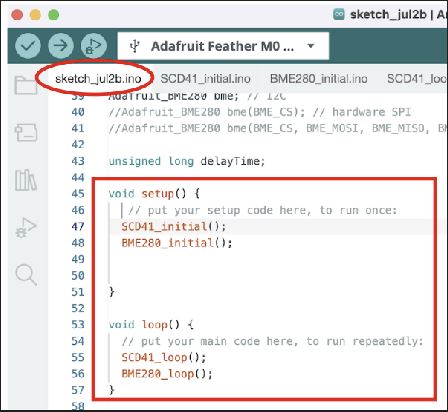 sketch_jul2b | A
Adafruit Feather M0 ...
sketch_jul2b.ino SCD41_initial.ino BME280_initial.ino SCD41_loo
39 Adafruit_BME280 bme; // I2C
40 //Adafruit_BME280 bme(BME_CS); // hardware SPI
41 //Adafruit_BME280 bme(BME_CS, BME_MOSI, BME_MISO, BM
42
43 unsigned long delayTime;
44
45 void setup() {
46 // put your setup code here, to run once:
47 SCD41_initial();
48 BME280_initial();
49
50
51 }
52
53 void loop() {
54 // put your main code here, to run repeatedly:
55 SCD41_loop();
56 BME280_loop();
57 }
58